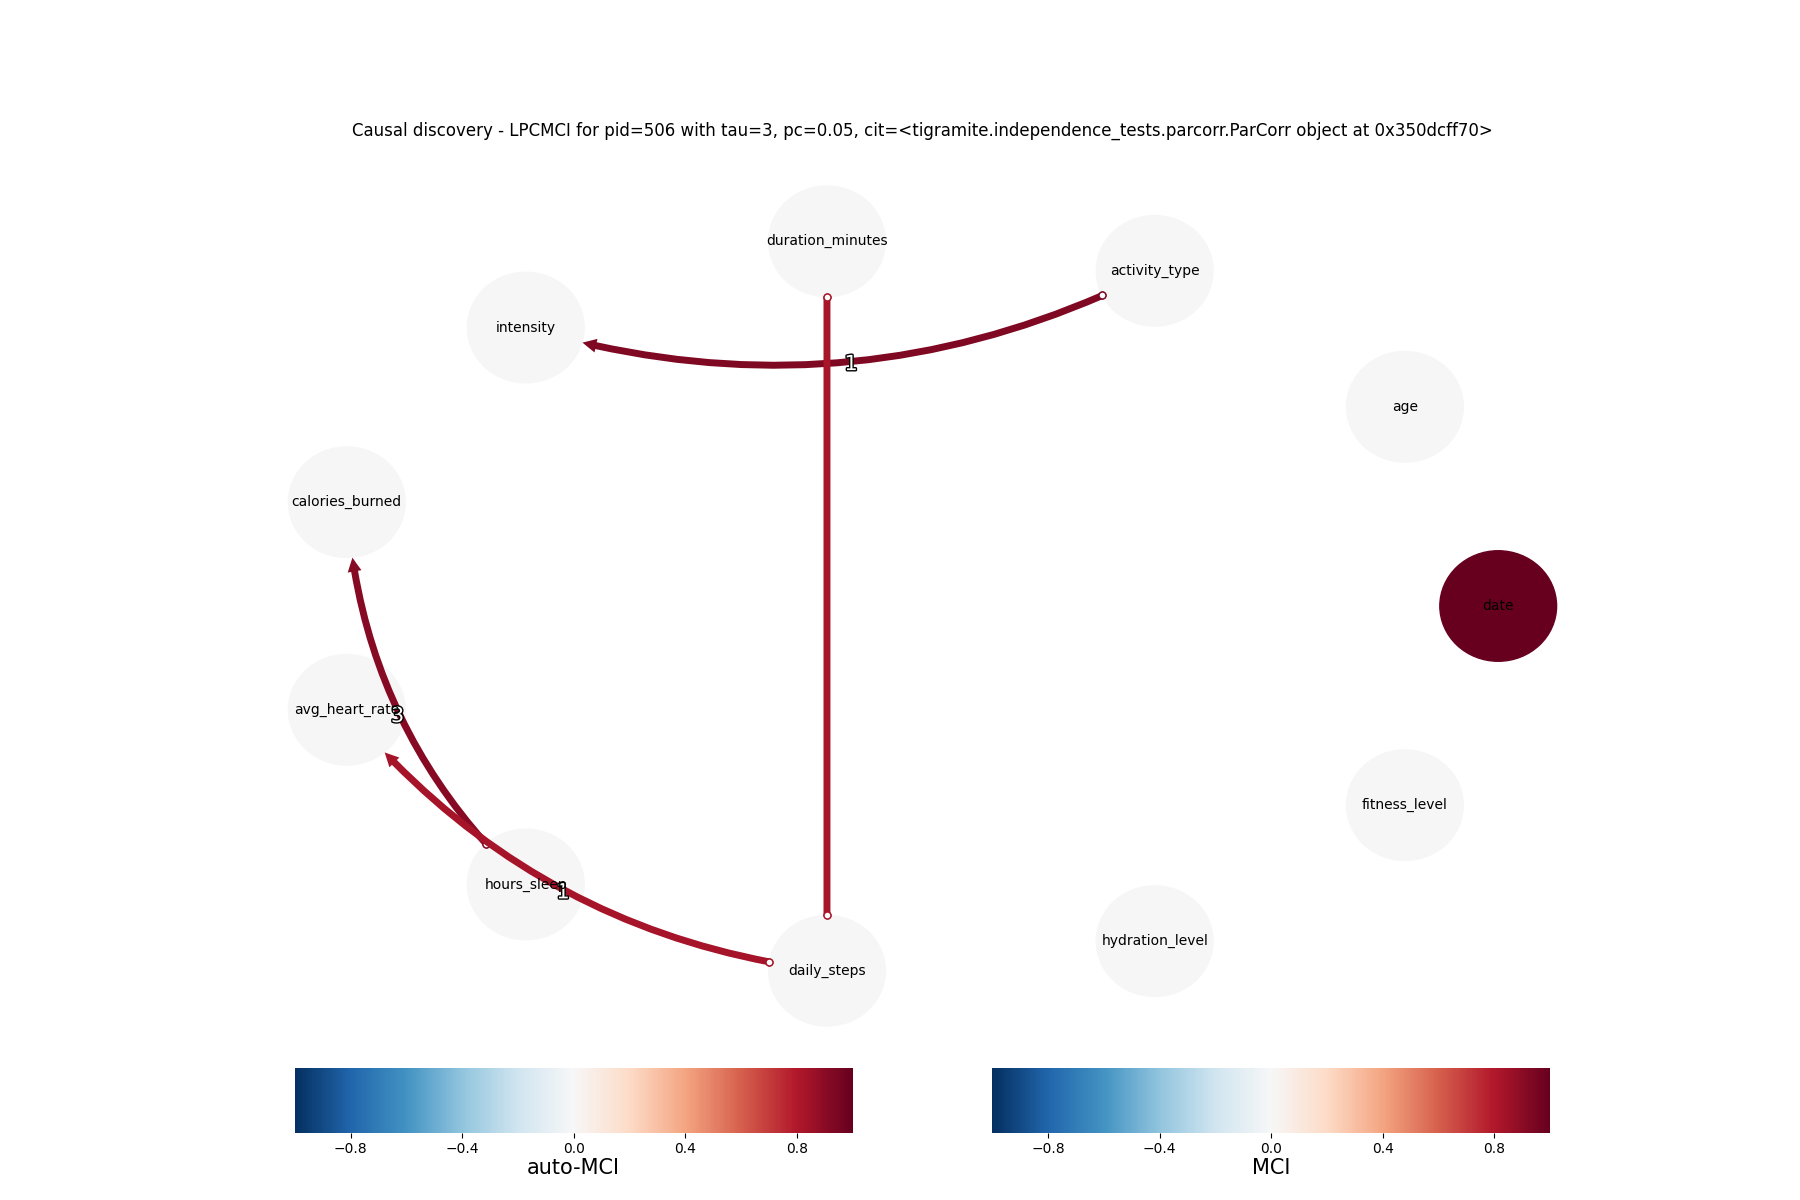 Causal discovery - LPCMCI for pid=506 with tau=3, pc=0.05, cit=<tigramite.independence_tests.parcorr.ParCorr object at 0x350dcff70>
duration_minutes
activity_type
intensity
1
age
calories_burned
date
avg_heart_rate
3
fitness_level
hours_sleep
1
hydration_level
daily_steps
−0.8 −0.4 0.0 0.4 0.8
auto-MCI
−0.8 −0.4 0.0 0.4 0.8
MCI